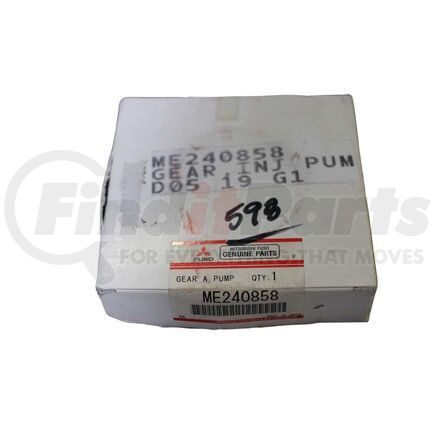 ME240858
GEAR INJ PUM
D05 19 G1
598
FinditParts
FOR EVERYTHING THAT MOVES
FUSO
MITSUBISHI FUSO
GENUINE PARTS
GEAR A, PUMP QTY:1
ME240858